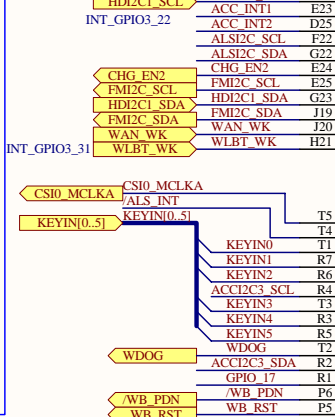 HDI2C1_SCL
ACC_INT1 E23
INT_GPIO3_22 ACC_INT2 D25
ALSI2C_SCL F22
ALSI2C_SDA G22
CHG_EN2 CHG_EN2 E24
FMI2C_SCL FMI2C_SCL E25
HDI2C1_SDA HDI2C1_SDA G23
FMI2C_SDA FMI2C_SDA J19
WAN_WK WAN_WK J20
INT_GPIO3_31 WLBT_WK WLBT_WK H21
CSI0_MCLKA CSI0_MCLKA
/ALS_INT
KEYIN[0..5] KEYIN[0..5] T5
T4
KEYIN0 T1
KEYIN1 R7
KEYIN2 R6
ACCI2C3_SCL R4
KEYIN3 T3
KEYIN4 R3
KEYIN5 R5
WDOG WDOG T2
ACCI2C3_SDA R2
GPIO_17 R1
/WB_PDN /WB_PDN P6
WB_RST WB_RST P5